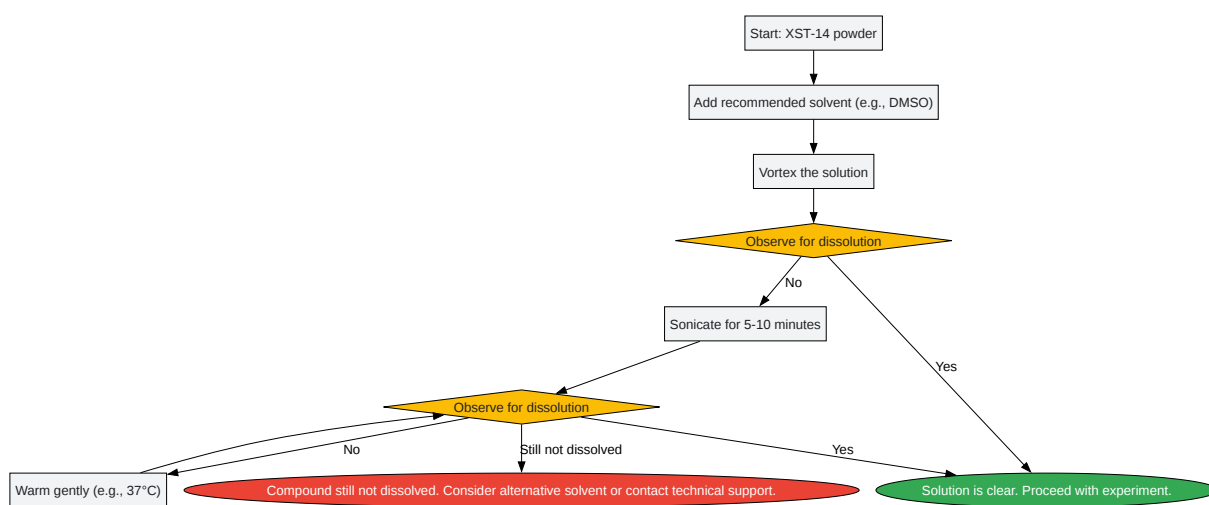 Start: XST-14 powder
Add recommended solvent (e.g., DMSO)
Vortex the solution
Observe for dissolution
No
Sonicate for 5-10 minutes
Yes
Observe for dissolution
No
Still not dissolved
Yes
Warm gently (e.g., 37°C)
Compound still not dissolved. Consider alternative solvent or contact technical support.
Solution is clear. Proceed with experiment.